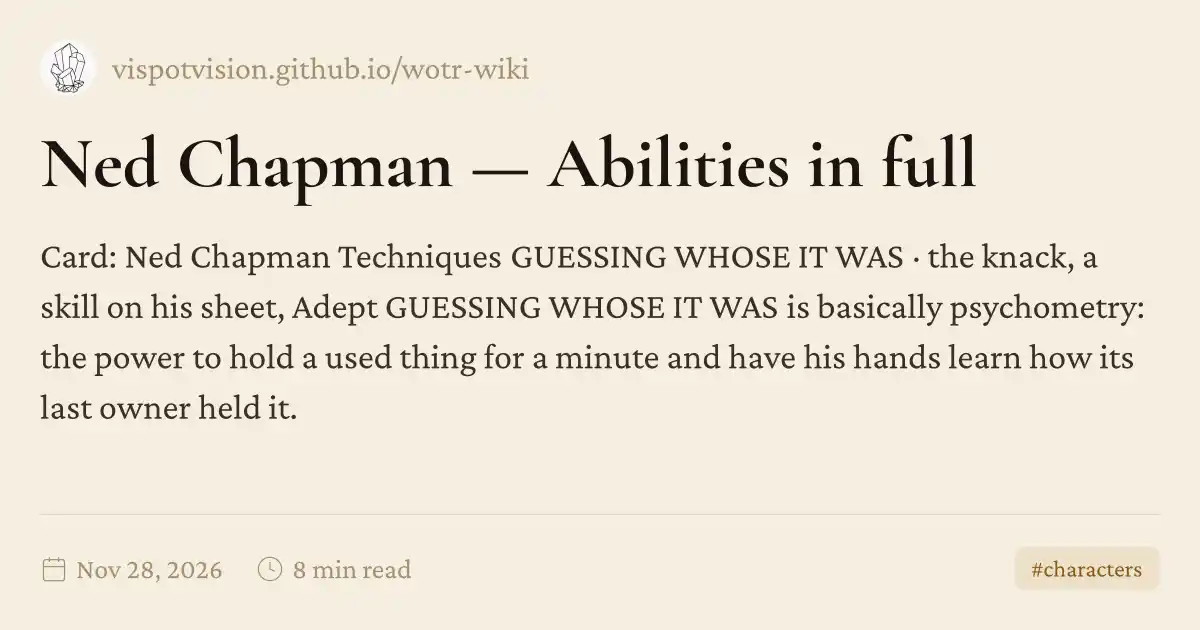 vispotvision.github.io/wotr-wiki
Ned Chapman — Abilities in full
Card: Ned Chapman Techniques GUESSING WHOSE IT WAS · the knack, a
skill on his sheet, Adept GUESSING WHOSE IT WAS is basically psychometry:
the power to hold a used thing for a minute and have his hands learn how its
last owner held it.
Nov 28, 2026 8 min read #characters